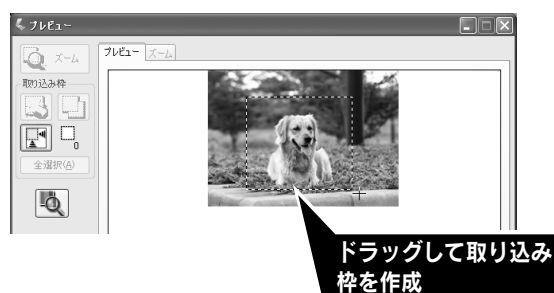 プレビュー
ズーム
プレビュー ズーム
取り込み枠
0
全選択(A)
ドラッグして取り込み
枠を作成